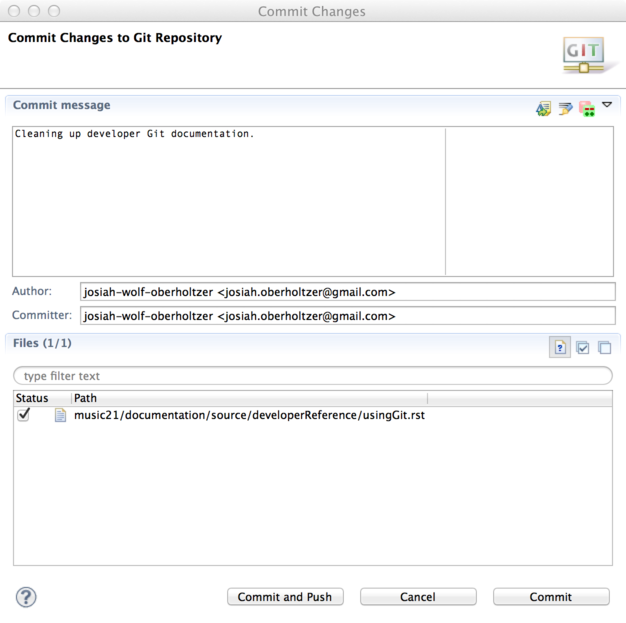 Commit Changes
Commit Changes to Git Repository
GIT
Commit message
Cleaning up developer Git documentation.
Author: josiah-wolf-oberholtzer <josiah.oberholtzer@gmail.com>
Committer: josiah-wolf-oberholtzer <josiah.oberholtzer@gmail.com>
Files (1/1)
type filter text
Status Path
music21/documentation/source/developerReference/usingGit.rst
Commit and Push Cancel Commit